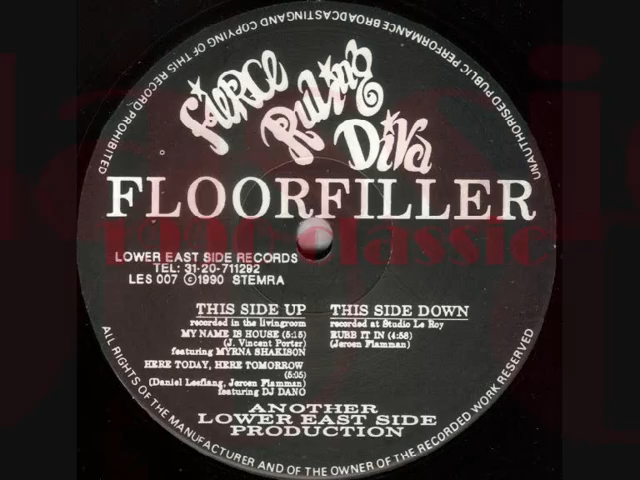 UNAUTHORISED PUBLIC PERFORMANCE BROADCASTING AND COPYING OF THIS RECORD PROHIBITED
Fierce
Ruling
Diva
FLOORFILLER
1990 classic
LOWER EAST SIDE RECORDS
TEL: 31-20-711292
LES 007 ©1990 STEMRA
THIS SIDE UP
recorded in the livingroom
MY NAME IS HOUSE (5:15)
(J. Vincent Porter)
featuring MYRNA SHAKISON
HERE TODAY, HERE TOMORROW
(5:05)
(Daniel Leeflang, Jeroen Flamman)
featuring DJ DANO
THIS SIDE DOWN
recorded at Studio Le Roy
RUBB IT IN (4:58)
(Jeroen Flamman)
ANOTHER
LOWER EAST SIDE
PRODUCTION
ALL RIGHTS OF THE MANUFACTURER AND OF THE OWNER OF THE RECORDED WORK RESERVED